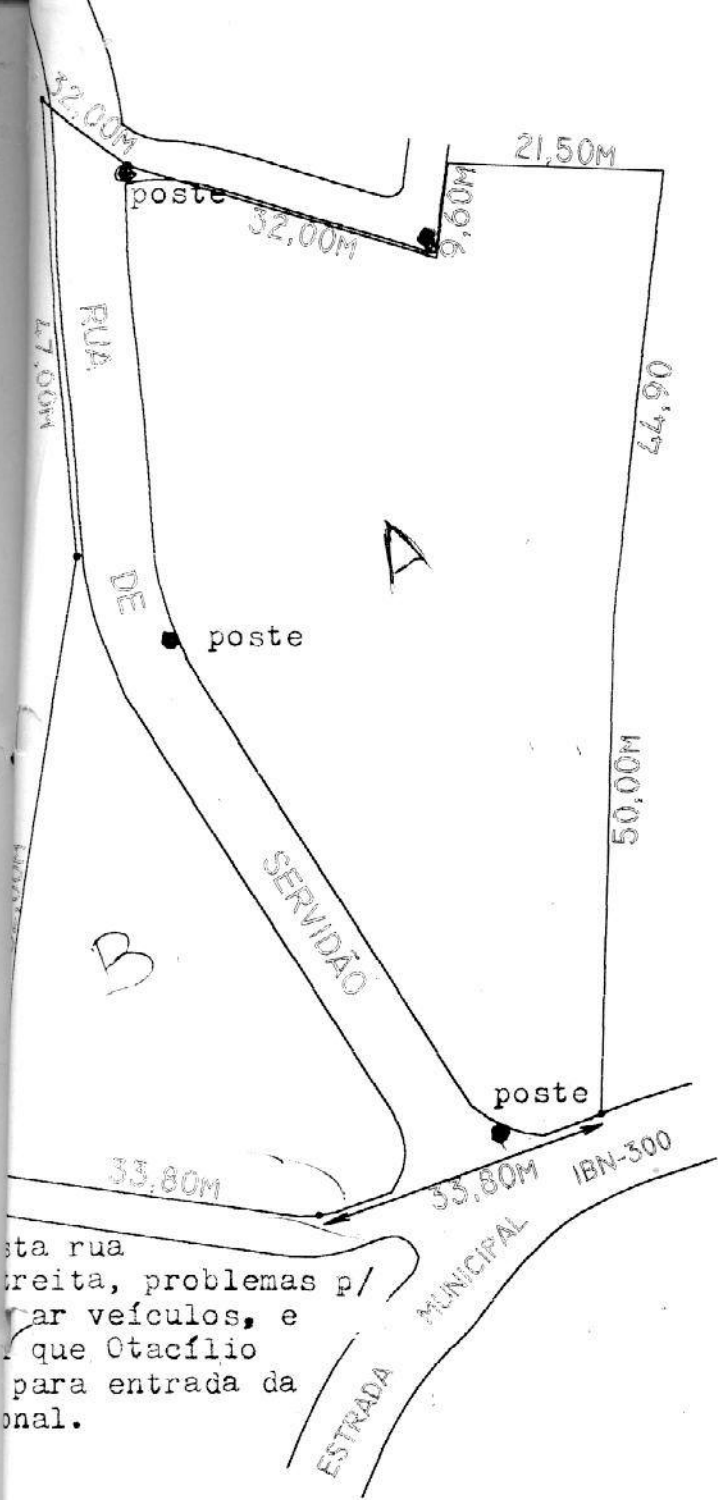 32,00M
21,50M
poste
9,60M
32,00M
RUA
47,00M
44,90
A
DE
poste
50,00M
SERVIDÃO
B
poste
33,80M
33,80M
IBN-300
MUNICIPAL
ESTRADA
sta rua
treita, problemas p/
ar veículos, e
que Otacílio
para entrada da
onal.